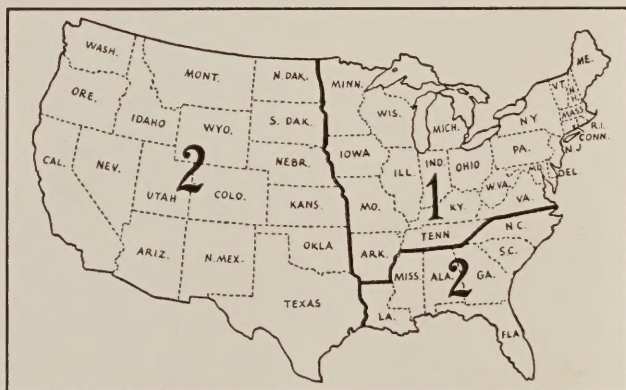 WASH.
MONT.
N. DAK.
MINN.
ME.
ORE.
IDAHO
S. DAK.
WIS.
MICH.
VT.
N.H.
MASS.
N Y
R.I.
CONN.
WYO.
IOWA
PA.
N J
CAL.
NEV.
2
NEBR.
ILL
IND.
OHIO
MD.
DEL
UTAH
COLO.
1
W.VA.
VA.
KANS.
MO.
KY.
ARIZ.
N. MEX.
OKLA
ARK.
TENN
N.C.
S.C.
TEXAS
MISS
ALA.
2
GA.
LA.
FLA